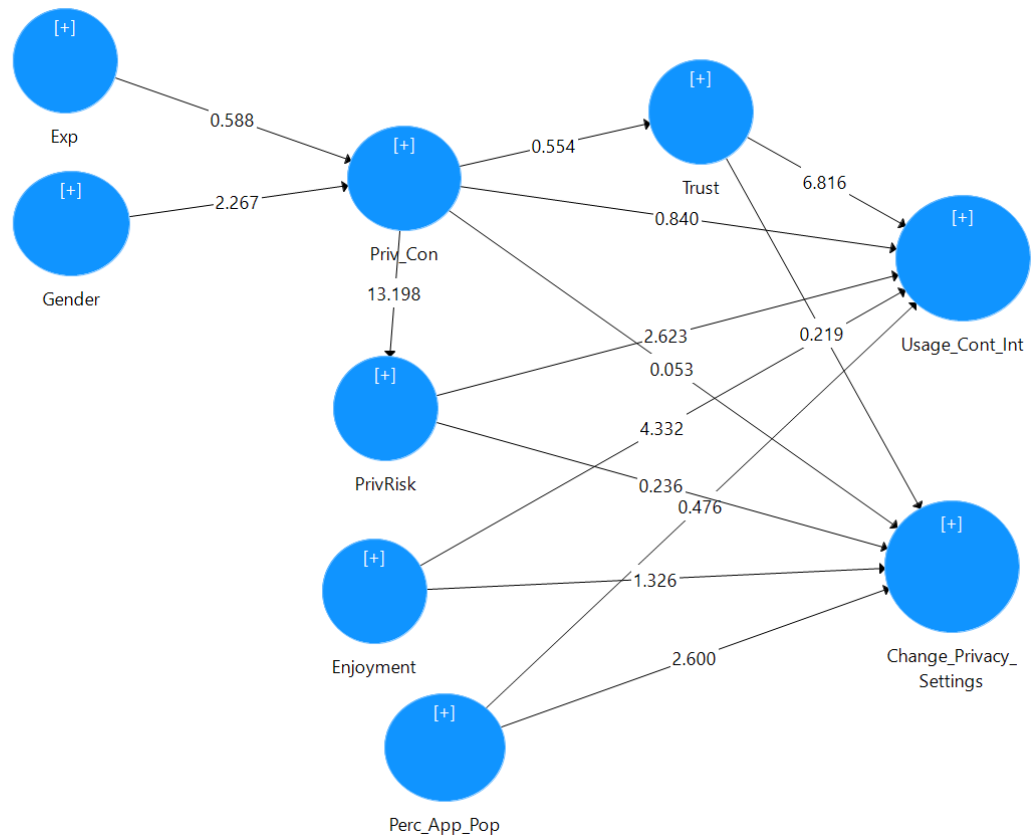 [+]
Exp
0.588
[+]
Gender
2.267
[+]
Priv_Con
0.554
[+]
Trust
6.816
0.840
13.198
[+]
Usage_Cont_Int
2.623
0.219
0.053
[+]
PrivRisk
4.332
0.236
0.476
[+]
Change_Privacy_
Settings
[+]
Enjoyment
1.326
2.600
[+]
Perc_App_Pop